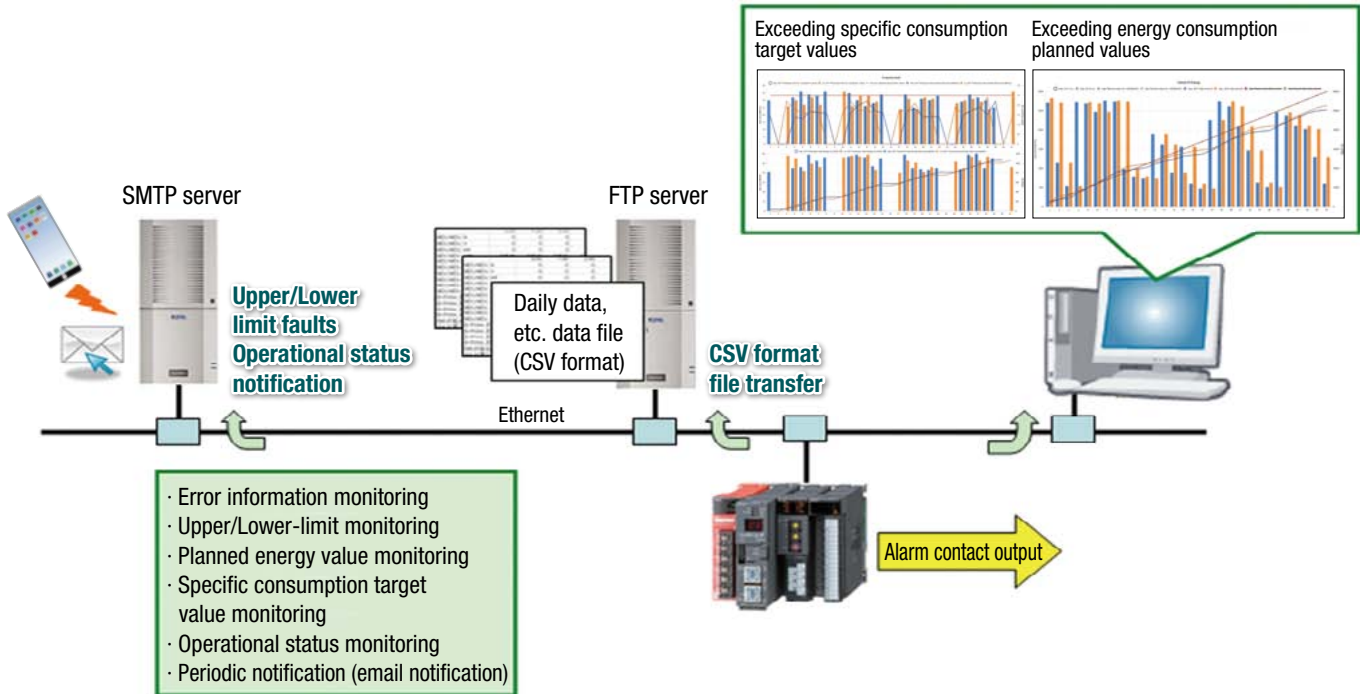 Exceeding specific consumption
target values
Exceeding energy consumption
planned values
SMTP server
FTP server
Upper/Lower
limit faults
Operational status
notification
Daily data,
etc. data file
(CSV format)
CSV format
file transfer
Ethernet
· Error information monitoring
· Upper/Lower-limit monitoring
· Planned energy value monitoring
· Specific consumption target
value monitoring
· Operational status monitoring
· Periodic notification (email notification)
Alarm contact output